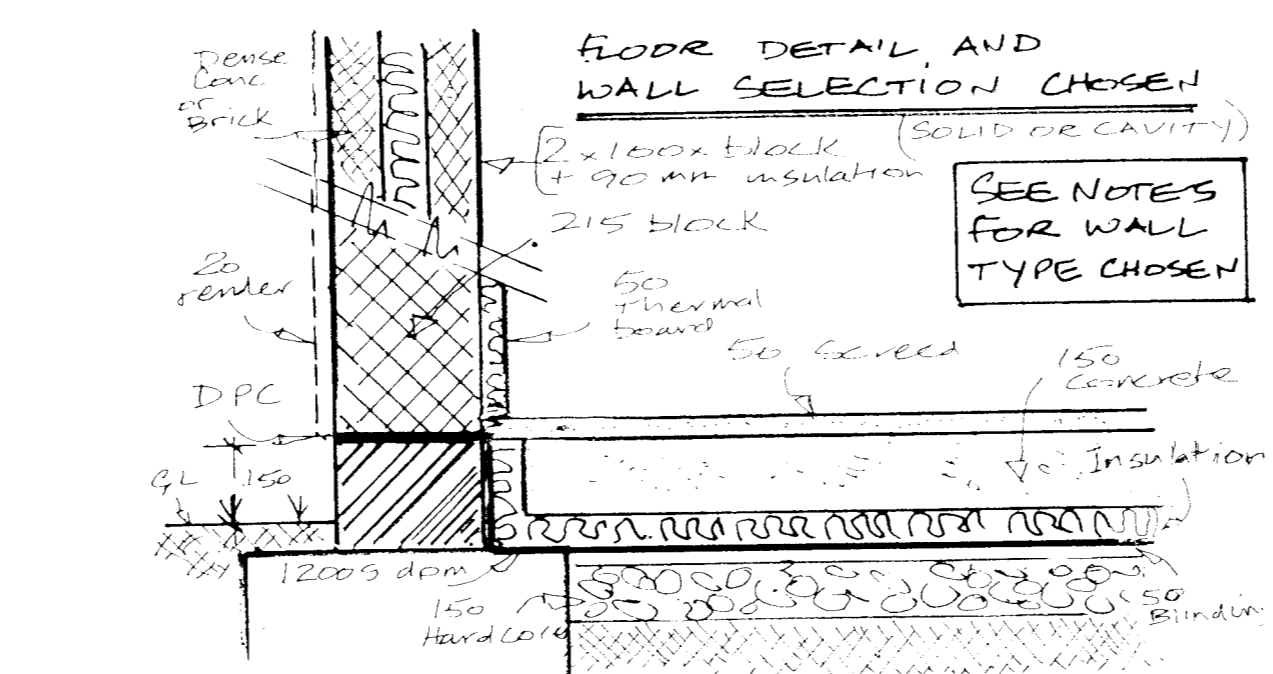 FLOOR DETAIL AND
WALL SELECTION CHOSEN
(SOLID OR CAVITY)
Dense
Conc
or
Brick
2 x 100 x block
+ 90 mm insulation
215 block
SEE NOTES
FOR WALL
TYPE CHOSEN
20
render
50
Thermal
board
50 Screed
150
Concrete
DPC
GL
150
Insulation
1200g dpm
150
Hardcore
50
Blindin